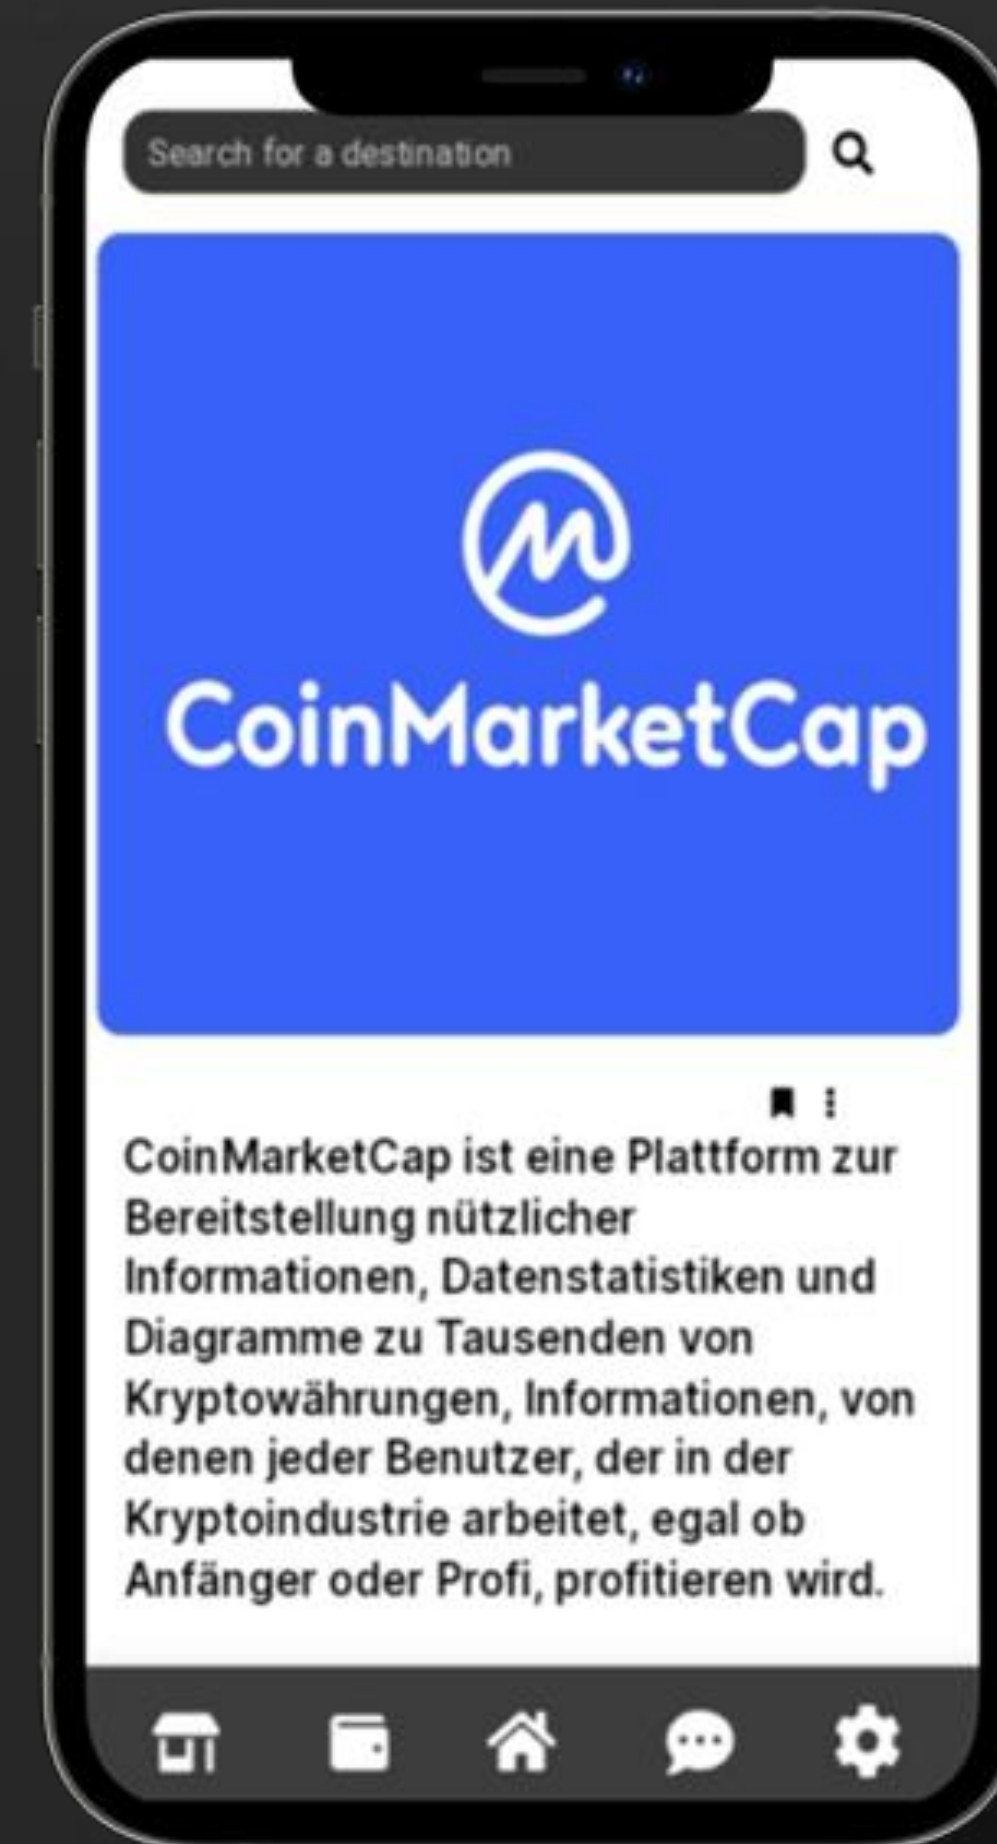 Search for a destination
CoinMarketCap
CoinMarketCap ist eine Plattform zur
Bereitstellung nützlicher
Informationen, Datenstatistiken und
Diagramme zu Tausenden von
Kryptowährungen, Informationen, von
denen jeder Benutzer, der in der
Kryptoindustrie arbeitet, egal ob
Anfänger oder Profi, profitieren wird.